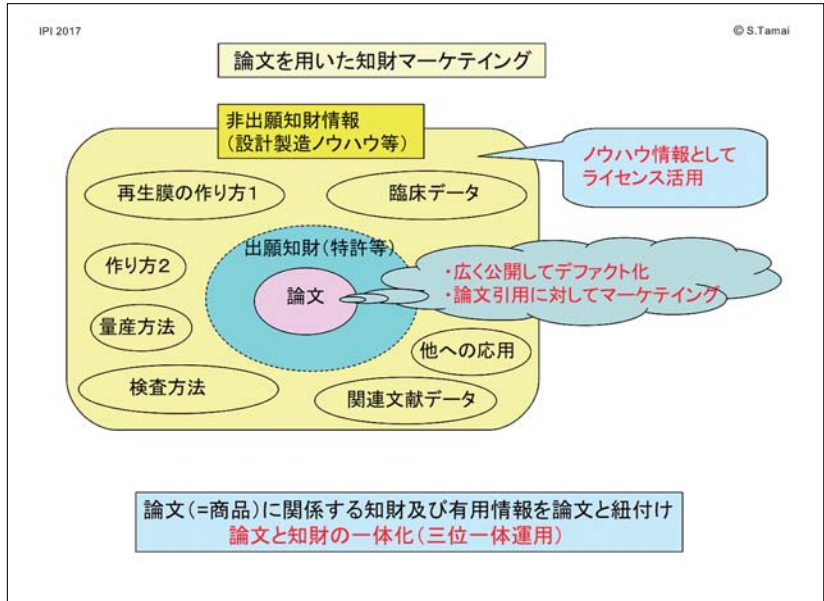 IPI 2017
© S.Tamai
論文を用いた知財マーケテイング
非出願知財情報
(設計製造ノウハウ等)
ノウハウ情報として
ライセンス活用
再生膜の作り方1
臨床データ
出願知財(特許等)
作り方2
・広く公開してデファクト化
・論文引用に対してマーケテイング
論文
量産方法
他への応用
検査方法
関連文献データ
論文(=商品)に関係する知財及び有用情報を論文と紐付け
論文と知財の一体化(三位一体運用)